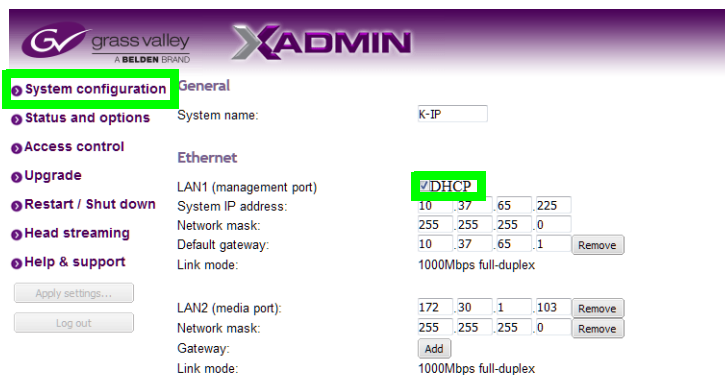 grass valley
A BELDEN BRAND
XADMIN
System configuration
Status and options
Access control
Upgrade
Restart / Shut down
Head streaming
Help & support
Apply settings...
Log out
General
System name: K-IP
Ethernet
LAN1 (management port) DHCP
System IP address: 10 .37 .65 .225
Network mask: 255 .255 .255 .0
Default gateway: 10 .37 .65 .1 Remove
Link mode: 1000Mbps full-duplex
LAN2 (media port): 172 .30 .1 .103 Remove
Network mask: 255 .255 .255 .0 Remove
Gateway: Add
Link mode: 1000Mbps full-duplex